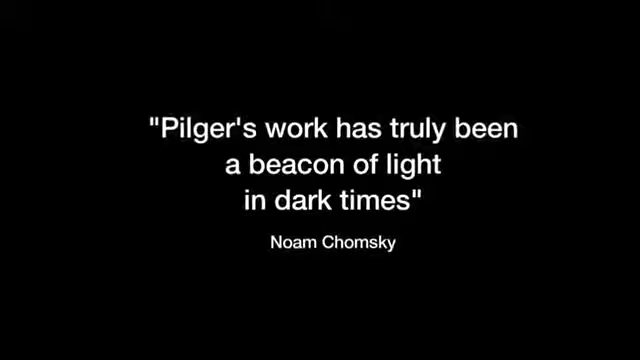 "Pilger's work has truly been
a beacon of light
in dark times"
Noam Chomsky